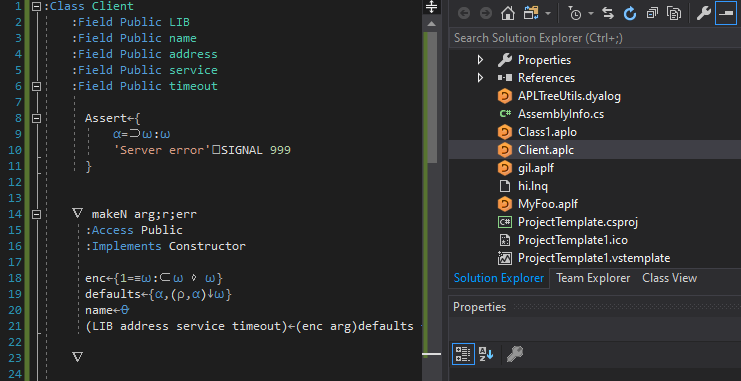 1 :Class Client
2 :Field Public LIB
3 :Field Public name
4 :Field Public address
5 :Field Public service
6 :Field Public timeout
7
8 Assert←{
9 ⍺≡⊃⍵:⍵
10 'Server error'⎕SIGNAL 999
11 }
12
13
14 ∇ makeN arg;r;err
15 :Access Public
16 :Implements Constructor
17
18 enc←{1=≡⍵:⊂⍵ ⋄ ⍵}
19 defaults←{⍺,(⍴,⍺)↓⍵}
20 name←⍬
21 (LIB address service timeout)←(enc arg)defaults
22
23 ∇
24
Search Solution Explorer (Ctrl+;)
Properties
References
APLTreeUtils.dyalog
C# AssemblyInfo.cs
Class1.aplo
Client.aplc
gil.aplf
hi.lnq
MyFoo.aplf
C# ProjectTemplate.csproj
ProjectTemplate1.ico
ProjectTemplate1.vstemplate
Solution Explorer Team Explorer Class View
Properties